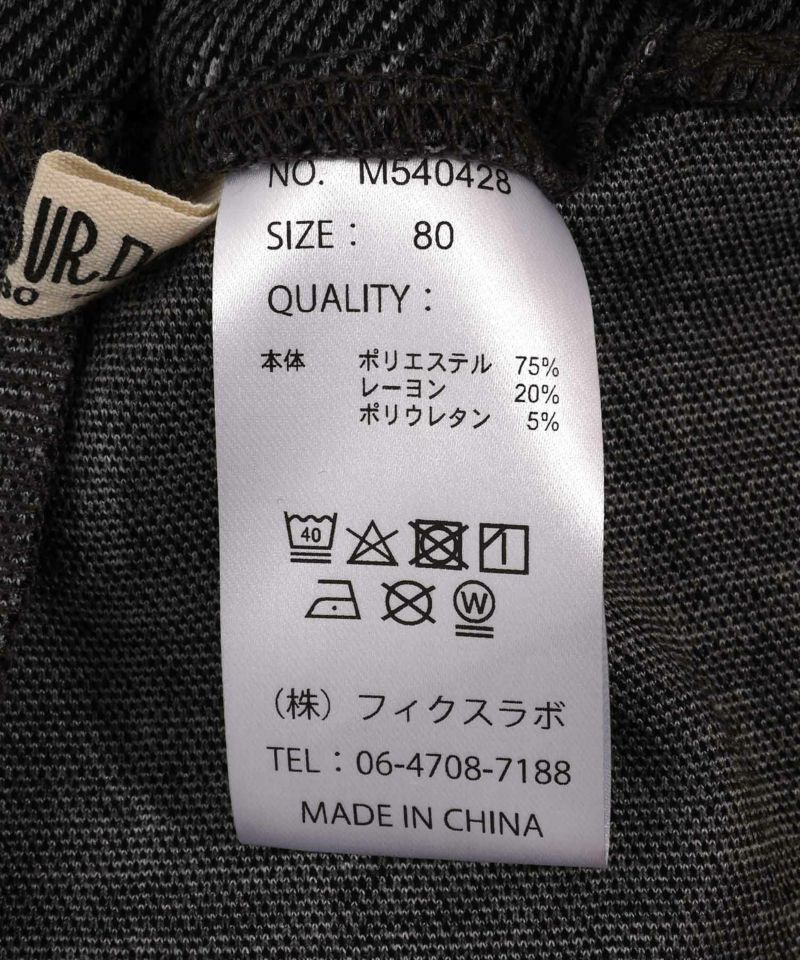 NO. M540428
SIZE： 80
QUALITY：
本体 ポリエステル 75%
レーヨン 20%
ポリウレタン 5%
40
W
（株）フィクスラボ
TEL：06-4708-7188
MADE IN CHINA